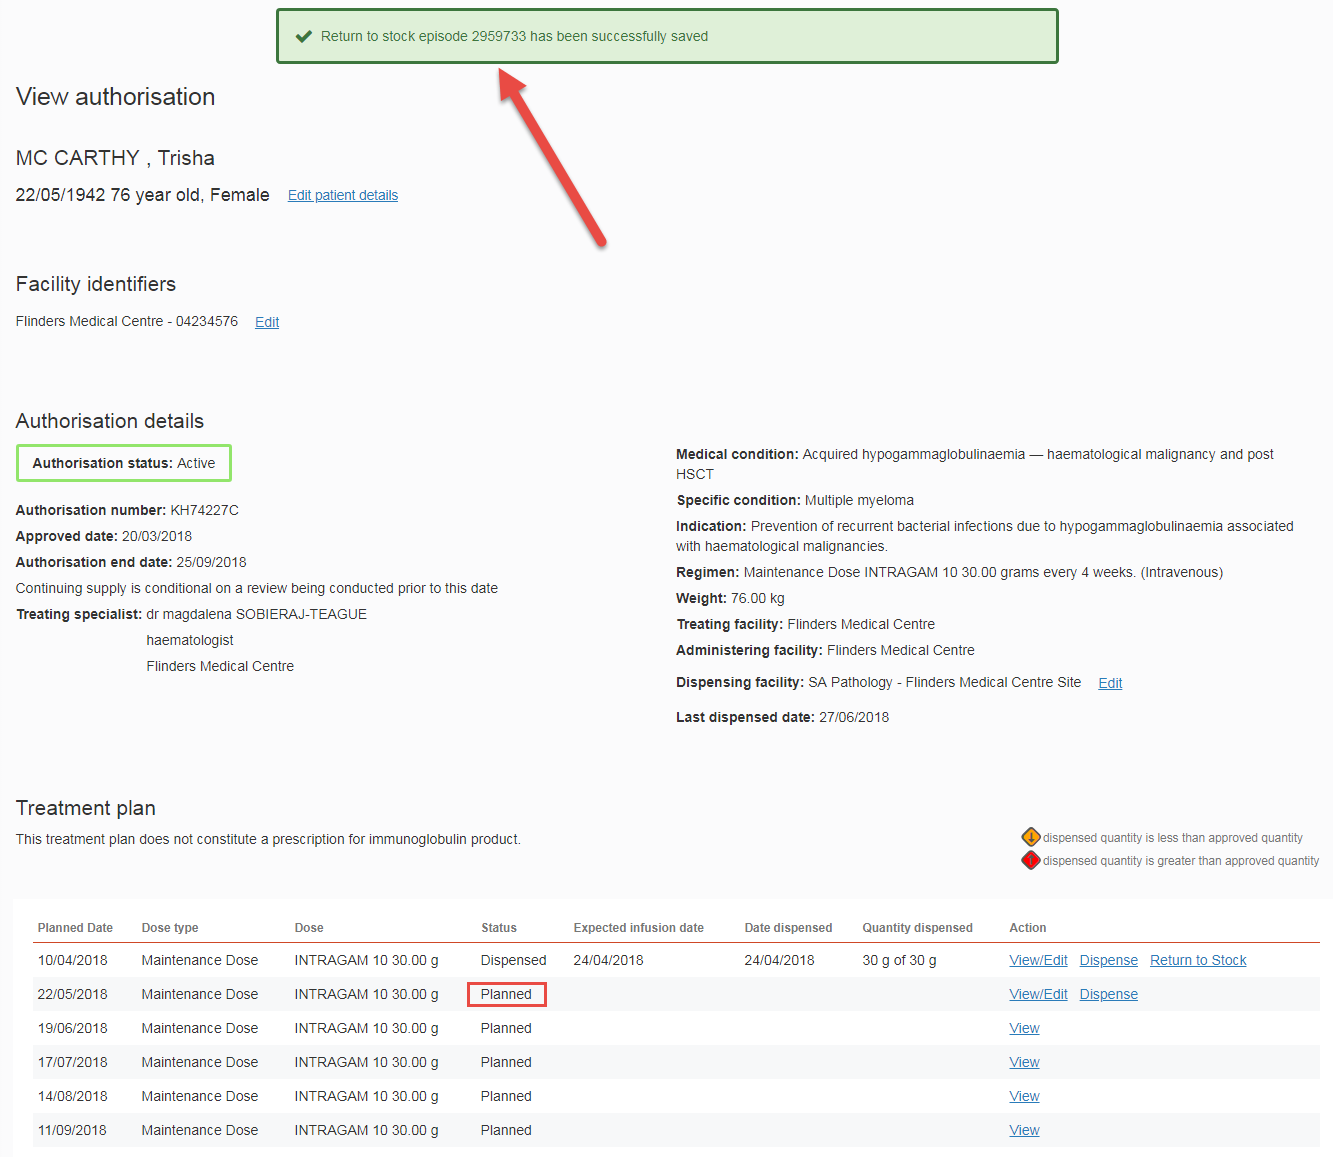 Return to stock episode 2959733 has been successfully saved
View authorisation
MC CARTHY , Trisha
22/05/1942 76 year old, Female Edit patient details
Facility identifiers
Flinders Medical Centre - 04234576 Edit
Authorisation details
Authorisation status: Active
Authorisation number: KH74227C
Approved date: 20/03/2018
Authorisation end date: 25/09/2018
Continuing supply is conditional on a review being conducted prior to this date
Treating specialist: dr magdalena SOBIERAJ-TEAGUE
haematologist
Flinders Medical Centre
Medical condition: Acquired hypogammaglobulinaemia — haematological malignancy and post
HSCT
Specific condition: Multiple myeloma
Indication: Prevention of recurrent bacterial infections due to hypogammaglobulinaemia associated
with haematological malignancies.
Regimen: Maintenance Dose INTRAGAM 10 30.00 grams every 4 weeks. (Intravenous)
Weight: 76.00 kg
Treating facility: Flinders Medical Centre
Administering facility: Flinders Medical Centre
Dispensing facility: SA Pathology - Flinders Medical Centre Site Edit
Last dispensed date: 27/06/2018
Treatment plan
This treatment plan does not constitute a prescription for immunoglobulin product.
dispensed quantity is less than approved quantity
dispensed quantity is greater than approved quantity
Planned Date Dose type Dose Status Expected infusion date Date dispensed Quantity dispensed Action
10/04/2018 Maintenance Dose INTRAGAM 10 30.00 g Dispensed 24/04/2018 24/04/2018 30 g of 30 g View/Edit Dispense Return to Stock
22/05/2018 Maintenance Dose INTRAGAM 10 30.00 g Planned View/Edit Dispense
19/06/2018 Maintenance Dose INTRAGAM 10 30.00 g Planned View
17/07/2018 Maintenance Dose INTRAGAM 10 30.00 g Planned View
14/08/2018 Maintenance Dose INTRAGAM 10 30.00 g Planned View
11/09/2018 Maintenance Dose INTRAGAM 10 30.00 g Planned View